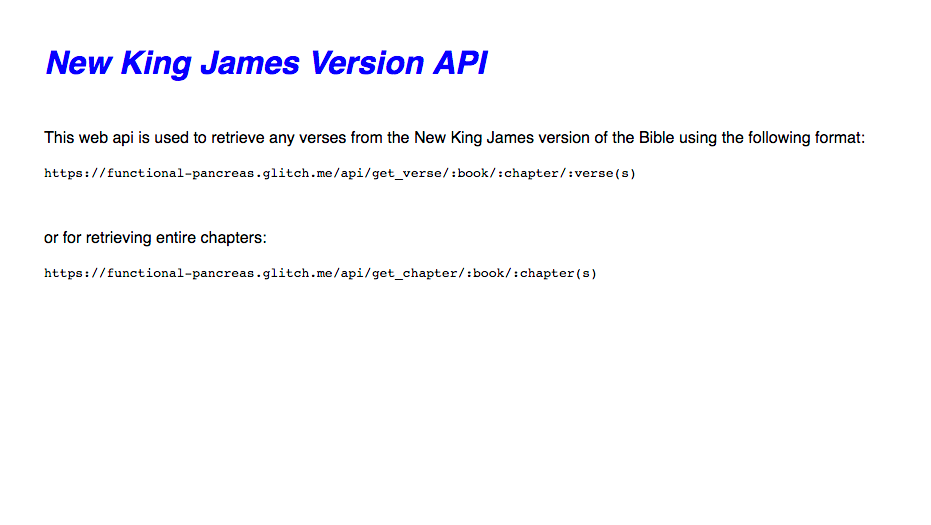 New King James Version API
This web api is used to retrieve any verses from the New King James version of the Bible using the following format:
https://functional-pancreas.glitch.me/api/get_verse/:book/:chapter/:verse(s)
or for retrieving entire chapters:
https://functional-pancreas.glitch.me/api/get_chapter/:book/:chapter(s)